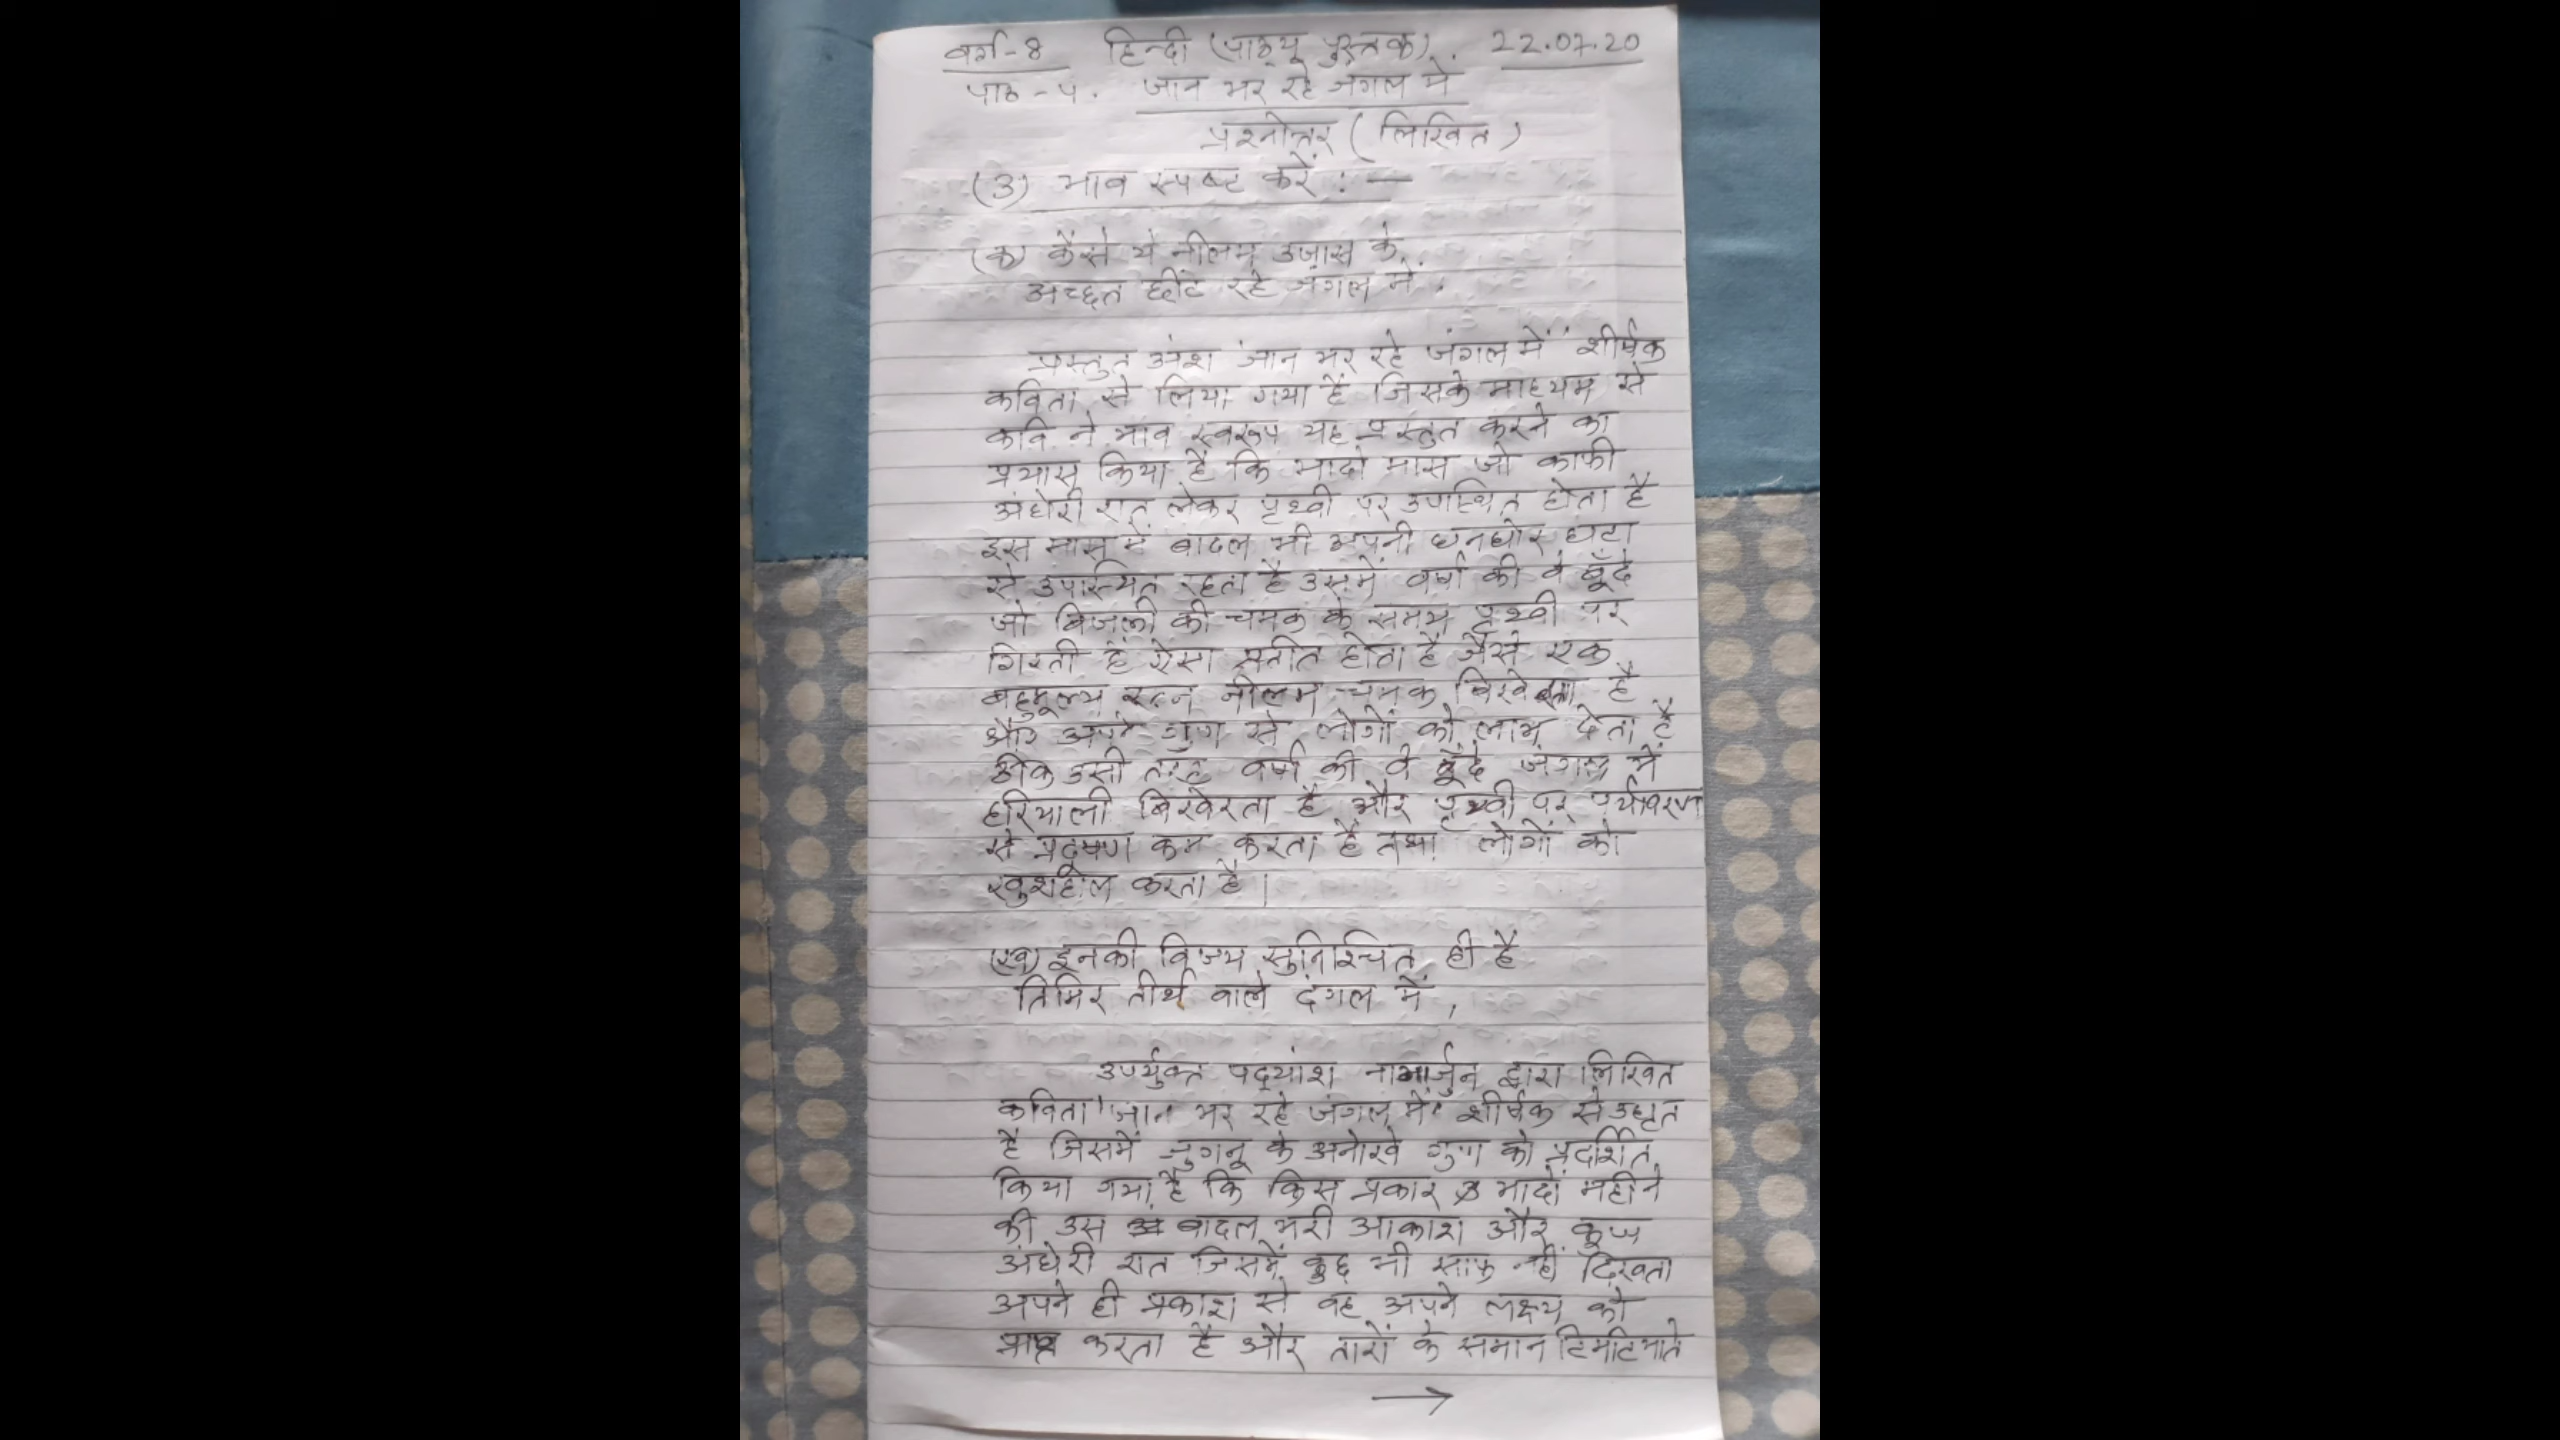 वर्ग-8 हिन्दी (पाठ्य पुस्तक). 22.07.20
पाठ - ५. जान भर रहे जंगल में
प्रश्नोत्तर (लिखित)
(3) भाव स्पष्ट करें : —
(क) कैसे ये नीलम उजास के
अच्छत छींट रहे जंगल में,
प्रस्तुत अंश 'जान भर रहे जंगल में' शीर्षक
कविता से लिया गया है जिसके माध्यम से
कवि ने भाव स्वरूप यह प्रस्तुत करने का
प्रयास किया है कि भादो मास जो काफी
अंधेरी रात लेकर पृथ्वी पर उपस्थित होता है
इस मास में बादल भी अपनी घनघोर घटा
से उपस्थित रहता है उसमें वर्षा की वे बूँदे
जो बिजली की चमक के समय पृथ्वी पर
गिरती है ऐसा प्रतीत होता है जैसे एक
बहुमूल्य रत्न नीलम चमक बिखेरता है
और अपने गुण से लोगों को लाभ देता है
ठीक उसी तरह वर्षा की वे बूँदे जंगल में
हरियाली बिखेरता है और पृथ्वी पर पर्यावरण
से प्रदूषण कम करता है तथा लोगों को
खुशहाल करता है।
(ख) इनकी विजय सुनिश्चित ही है
तिमिर तीर्थ वाले दंगल में,
उपर्युक्त पद्यांश नागार्जुन द्वारा लिखित
कविता 'जान भर रहे जंगल में' शीर्षक से उद्धृत
है जिसमें जुगनू के अनोखे गुण को प्रदर्शित
किया गया है कि किस प्रकार भादों महीने
की उस बादल भरी आकाश और कुप्प
अंधेरी रात जिसमें कुछ भी साफ नहीं दिखता
अपने ही प्रकाश से वह अपने लक्ष्य को
प्राप्त करता है और तारों के समान टिमटिमाते
→